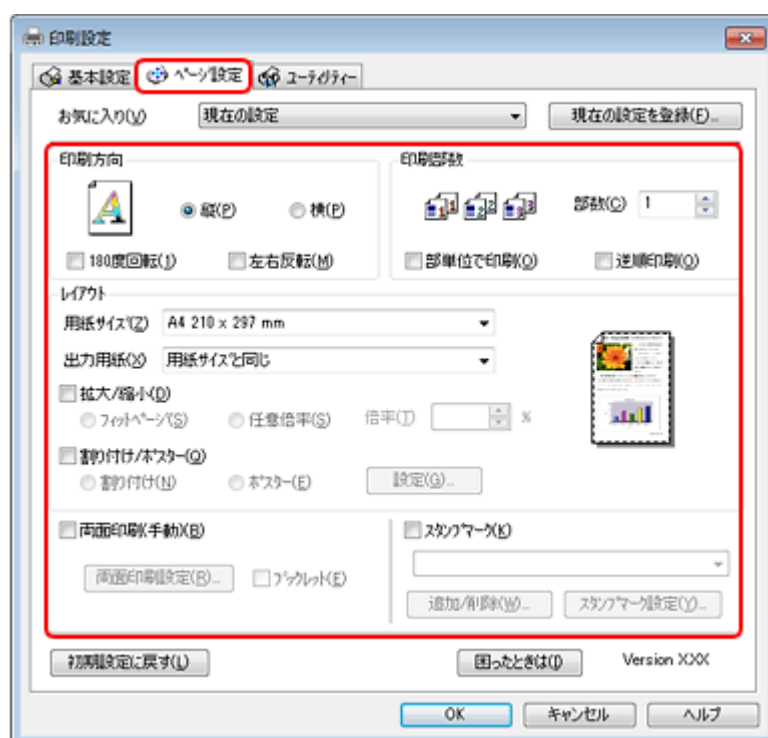 印刷設定
基本設定 ページ設定 ユーティリティー
お気に入り(V) 現在の設定 現在の設定を登録(F)...
印刷方向 印刷部数
縦(P) 横(P) 部数(C) 1
180度回転(1) 左右反転(M) 部単位で印刷(O) 逆順印刷(O)
レイアウト
用紙サイズ(Z) A4 210 x 297 mm
出力用紙(X) 用紙サイズと同じ
拡大/縮小(D)
フィットページ(S) 任意倍率(S) 倍率(T) %
割り付け/ポスター(Q)
割り付け(N) ポスター(E) 設定(G)...
両面印刷(手動)(B) スタンプマーク(K)
両面印刷設定(R)... ブックレット(E)
追加/削除(W)... スタンプマーク設定(Y)...
初期設定に戻す(L) 困ったときは(I) Version X.XX
OK キャンセル ヘルプ